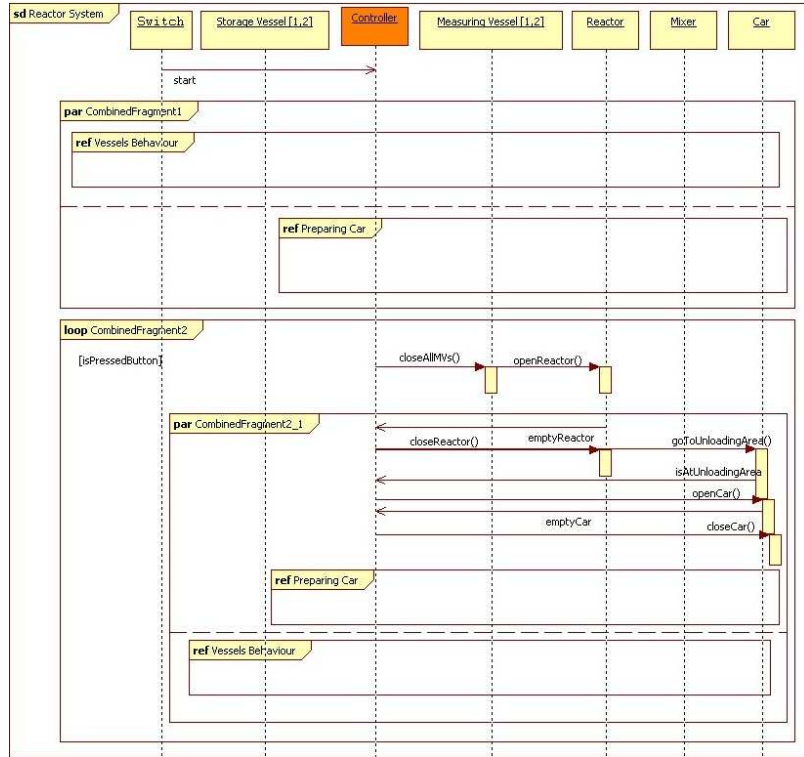 sd Reactor System
Switch
Storage Vessel [1,2]
Controller
Measuring Vessel [1,2]
Reactor
Mixer
Car
start
par CombinedFragment1
ref Vessels Behaviour
ref Preparing Car
loop CombinedFragment2
[isPressedButton]
closeAllMVs()
openReactor()
par CombinedFragment2_1
closeReactor()
emptyReactor
goToUnloadingArea()
isAtUnloadingArea
openCar()
emptyCar
closeCar()
ref Preparing Car
ref Vessels Behaviour